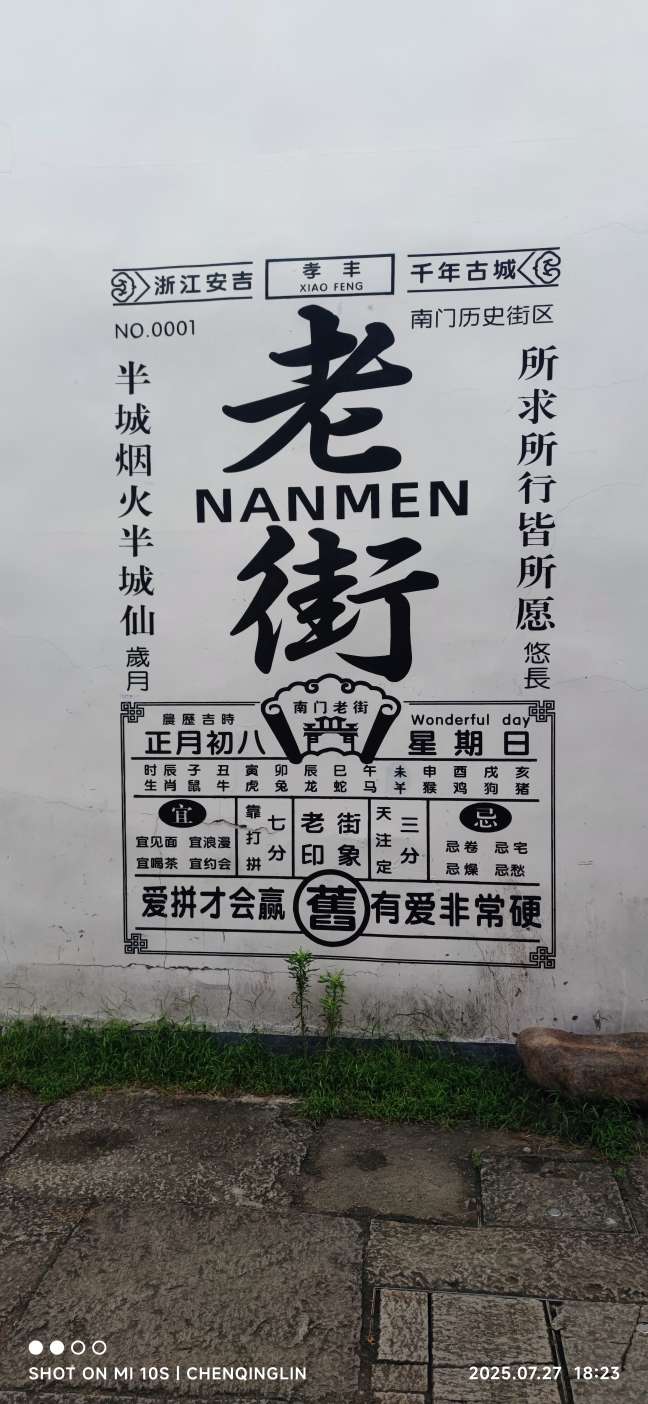 浙江安吉
孝丰
XIAO FENG
千年古城
NO.0001
南门历史街区
老
NANMEN
街
半城烟火半城仙
歲月
所求所行皆所愿
悠長
南门老街
晨歴吉時
正月初八
Wonderful day
星期日
时辰 子 丑 寅 卯 辰 巳 午 未 申 酉 戌 亥
生肖 鼠 牛 虎 兔 龙 蛇 马 羊 猴 鸡 狗 猪
宜
宜见面 宜浪漫
宜喝茶 宜约会
靠打拼
七分
老街
印象
天注定
三分
忌
忌卷 忌宅
忌燥 忌愁
爱拼才会赢
舊
有爱非常硬
SHOT ON MI 10S | CHENQINGLIN
2025.07.27 18:23